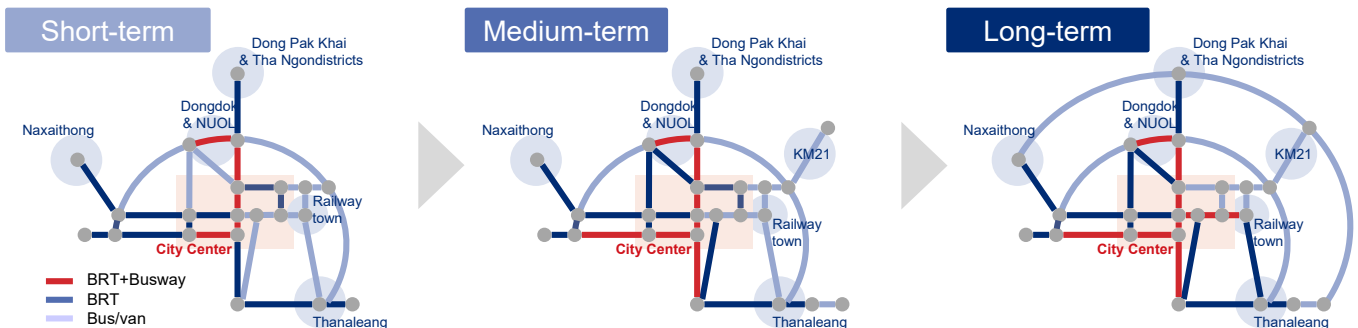 Short-term
Dong Pak Khai
& Tha Ngondistricts
Dongdok
& NUOL
Naxaithong
Railway
town
City Center
BRT+Busway
BRT
Bus/van
Thanaleang
Medium-term
Dong Pak Khai
& Tha Ngondistricts
Dongdok
& NUOL
Naxaithong
KM21
Railway
town
City Center
Thanaleang
Long-term
Dong Pak Khai
& Tha Ngondistricts
Dongdok
& NUOL
Naxaithong
KM21
Railway
town
City Center
Thanaleang